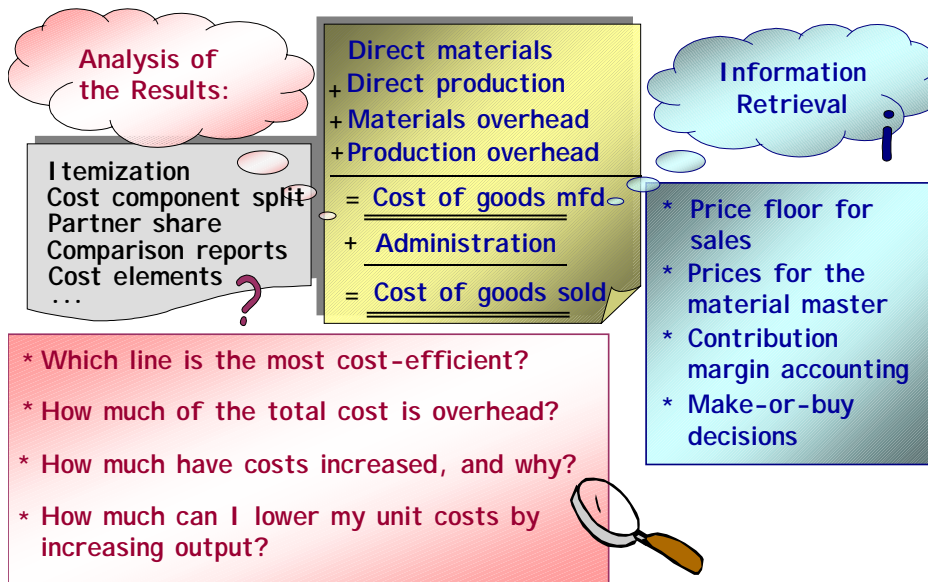 Analysis of
the Results:
Itemization
Cost component split
Partner share
Comparison reports
Cost elements
...
?
Direct materials
+ Direct production
+ Materials overhead
+ Production overhead
= Cost of goods mfd
+ Administration
= Cost of goods sold
Information
Retrieval
i
* Price floor for
sales
* Prices for the
material master
* Contribution
margin accounting
* Make-or-buy
decisions
* Which line is the most cost-efficient?
* How much of the total cost is overhead?
* How much have costs increased, and why?
* How much can I lower my unit costs by
increasing output?